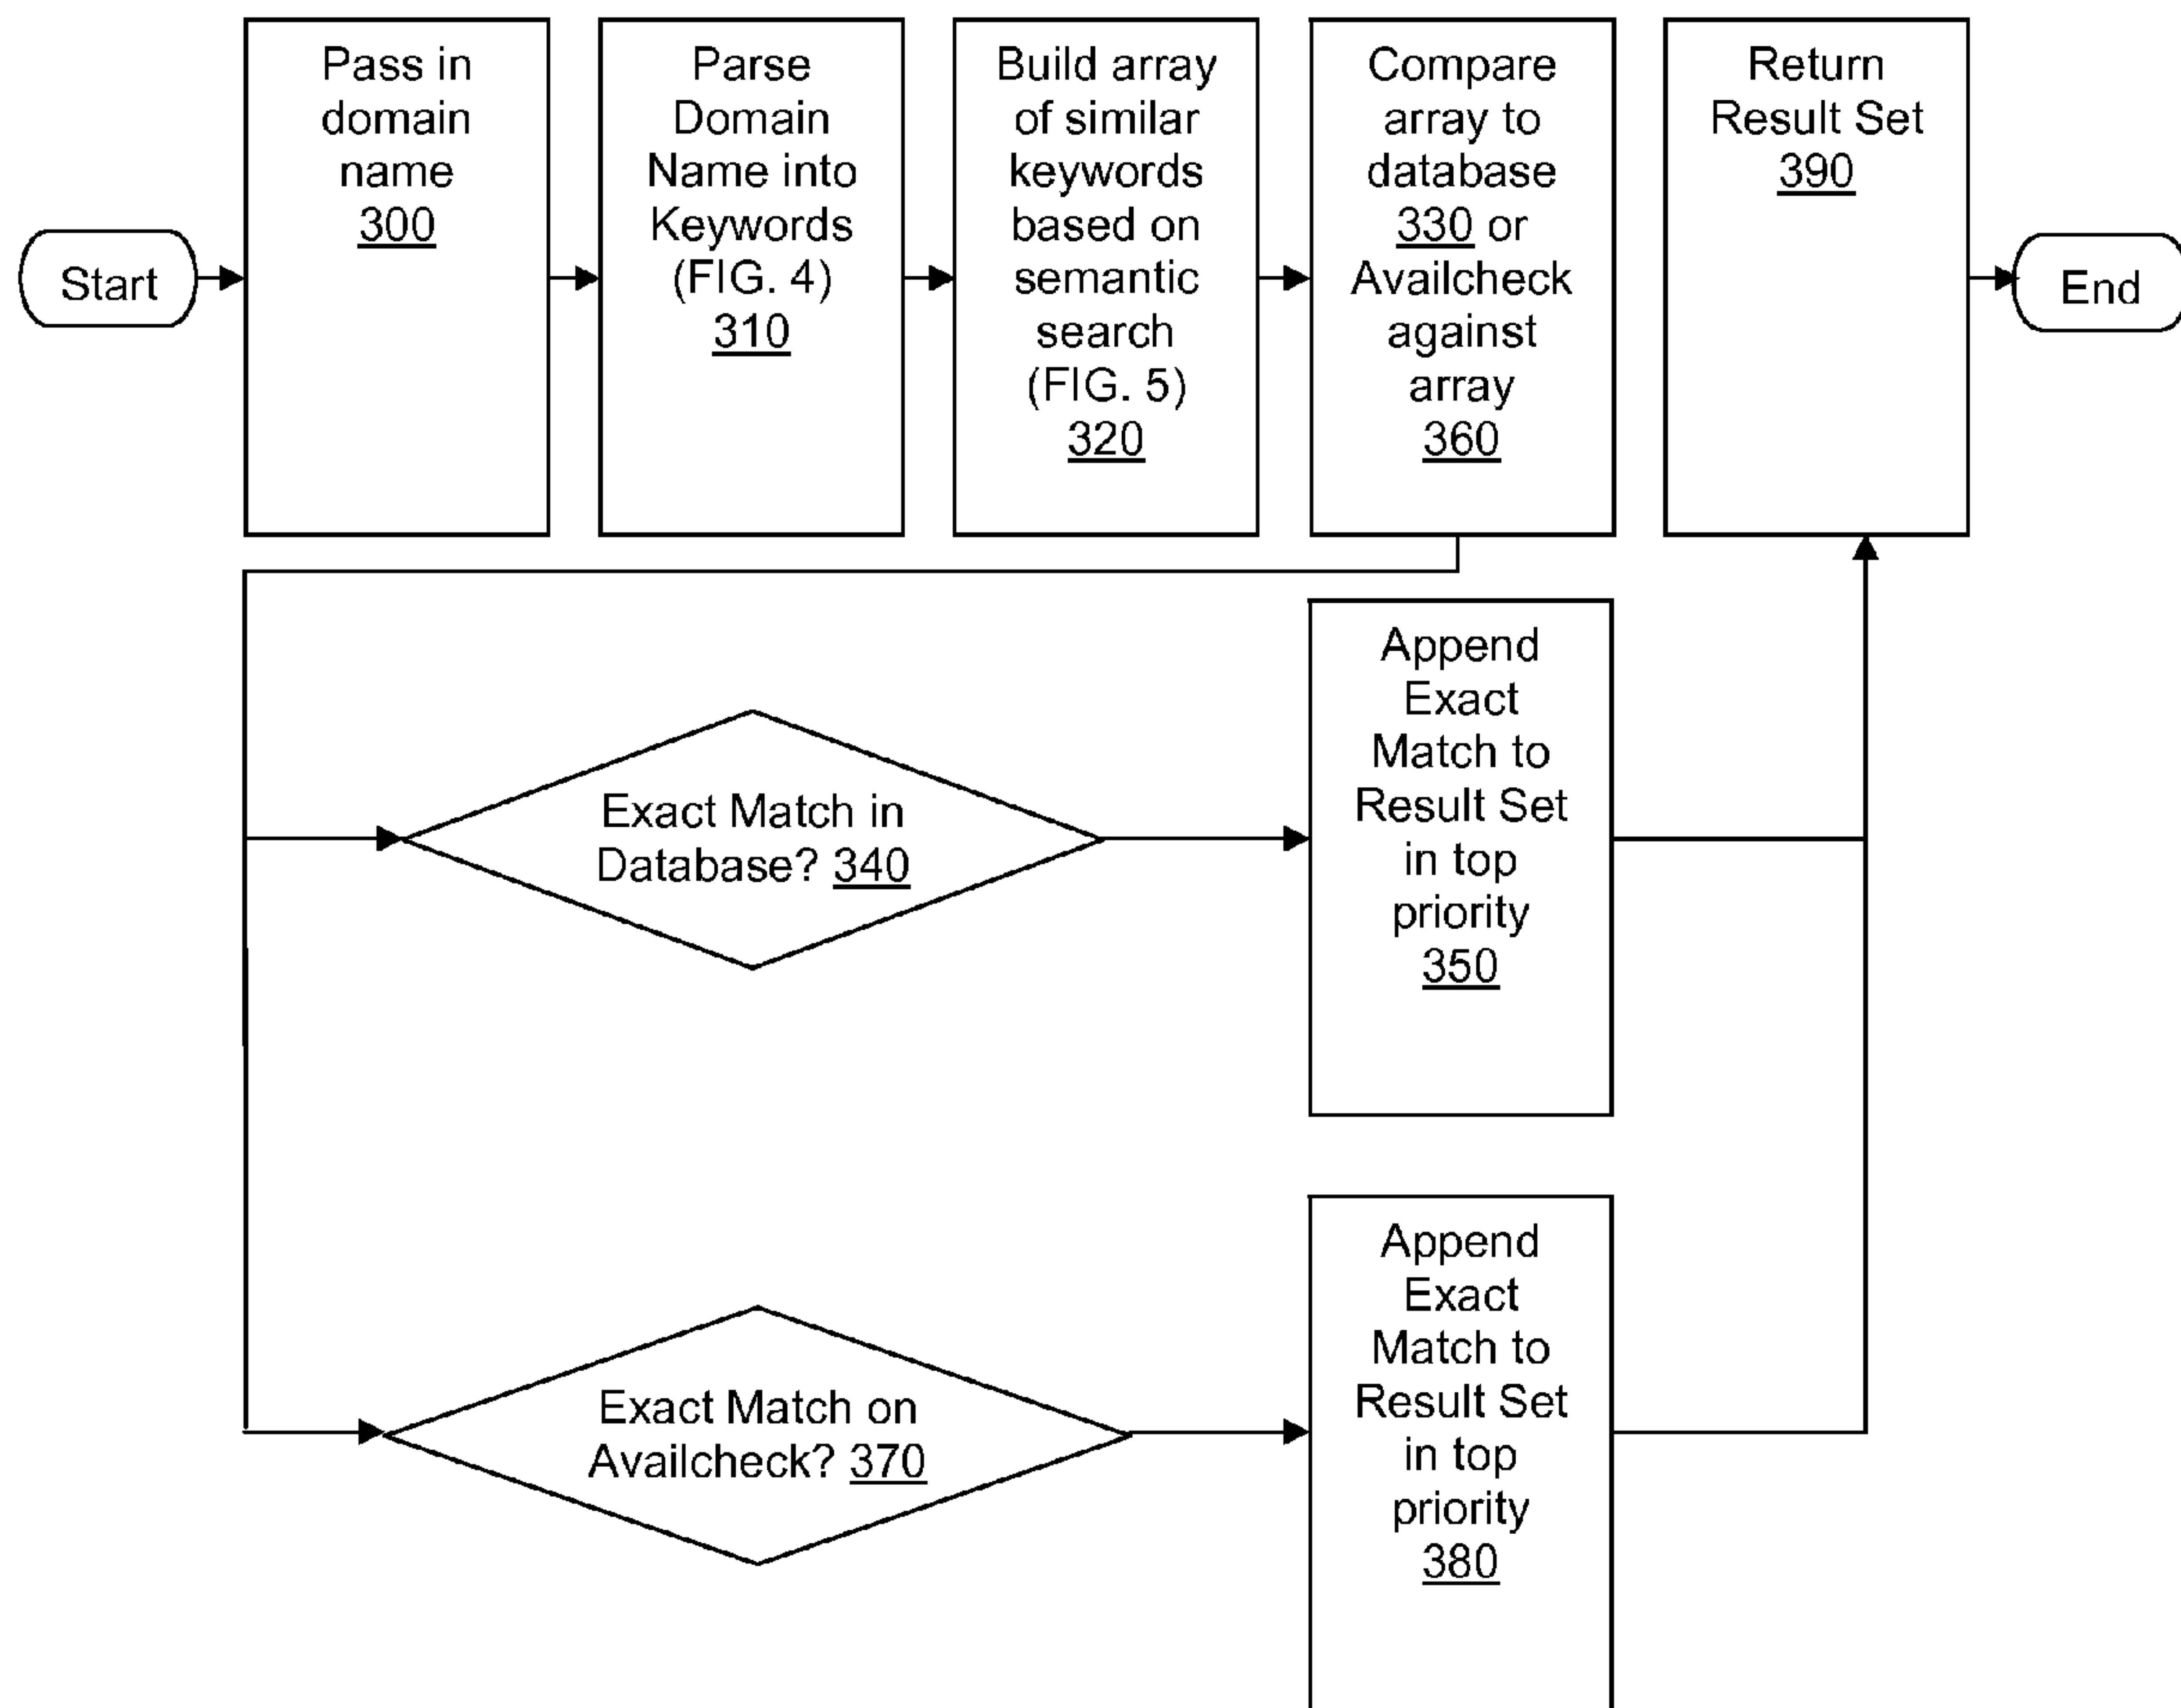 Start
Pass in
domain
name
300
Parse
Domain
Name into
Keywords
(FIG. 4)
310
Build array
of similar
keywords
based on
semantic
search
(FIG. 5)
320
Compare
array to
database
330 or
Availcheck
against
array
360
Return
Result Set
390
End
Exact Match in
Database? 340
Append
Exact
Match to
Result Set
in top
priority
350
Exact Match on
Availcheck? 370
Append
Exact
Match to
Result Set
in top
priority
380